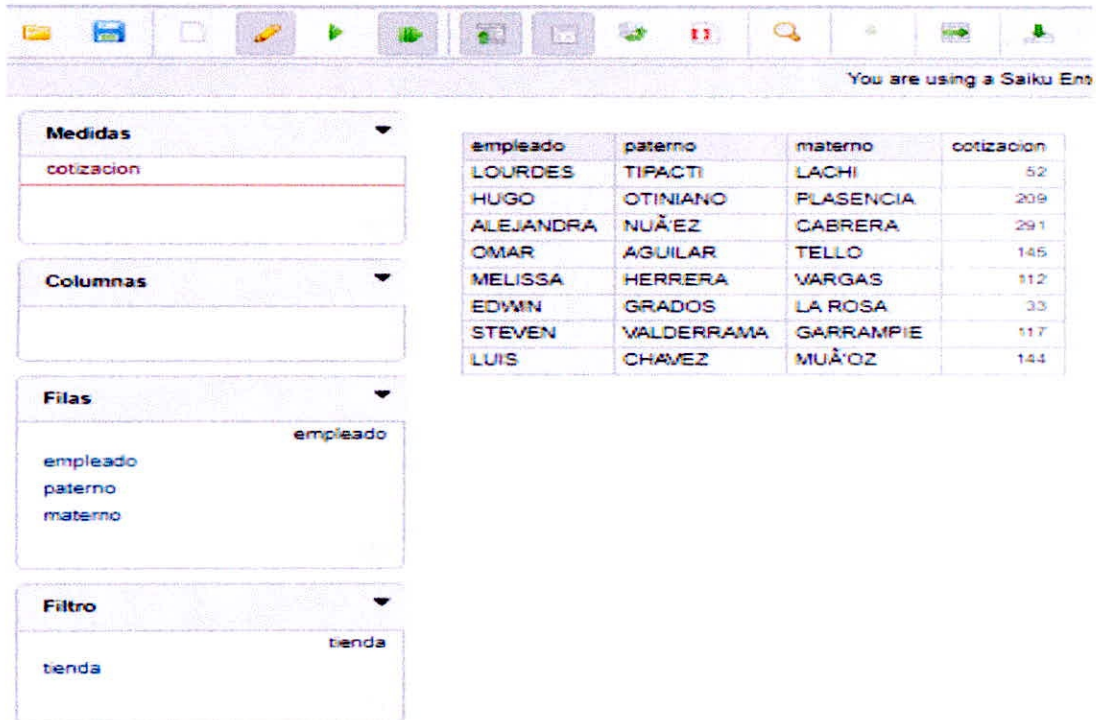 You are using a Saiku Ent
Medidas
cotizacion
Columnas
Filas
empleado
empleado
paterno
materno
Filtro
tienda
tienda
empleado paterno materno cotizacion
LOURDES TIPACTI LACHI 52
HUGO OTINIANO PLASENCIA 209
ALEJANDRA NUÃ‘EZ CABRERA 291
OMAR AGUILAR TELLO 145
MELISSA HERRERA VARGAS 112
EDWIN GRADOS LA ROSA 33
STEVEN VALDERRAMA GARRAMPIE 117
LUIS CHAVEZ MUÃ‘OZ 144